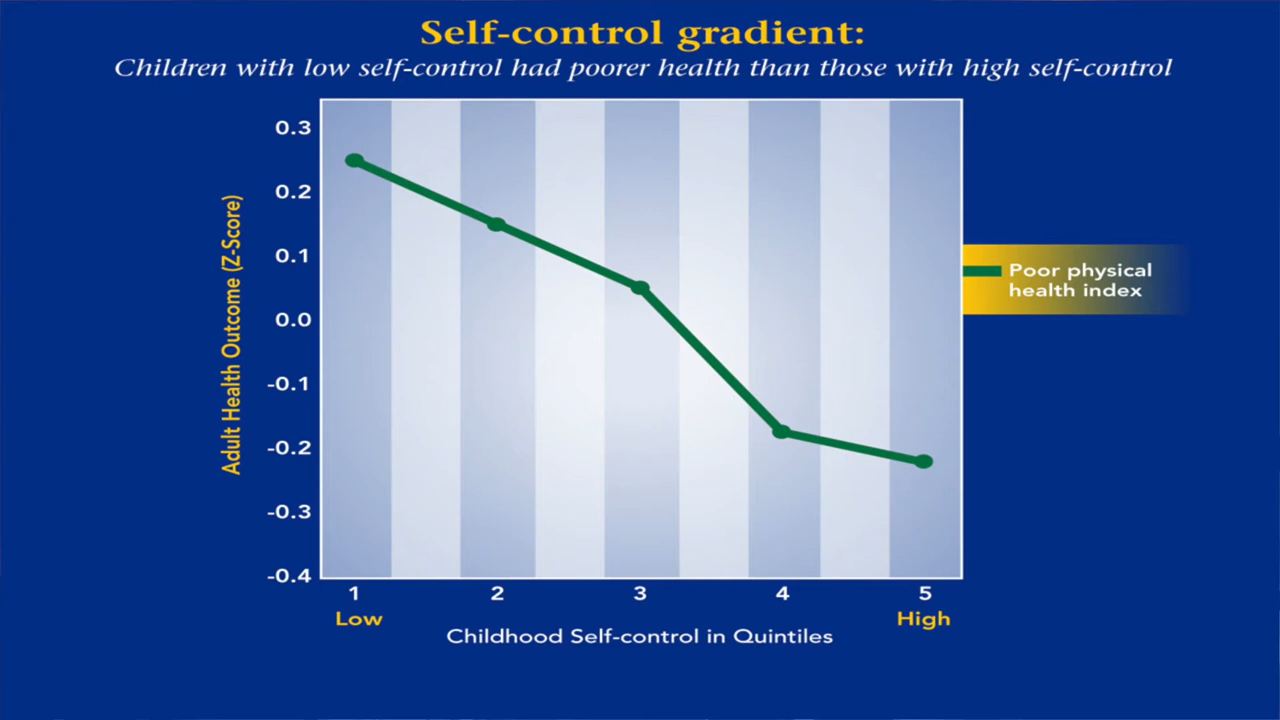 Self-control gradient:
Children with low self-control had poorer health than those with high self-control
0.3
0.2
0.1
0.0
-0.1
-0.2
-0.3
-0.4
Adult Health Outcome (Z-Score)
Poor physical
health index
1 2 3 4 5
Low High
Childhood Self-control in Quintiles